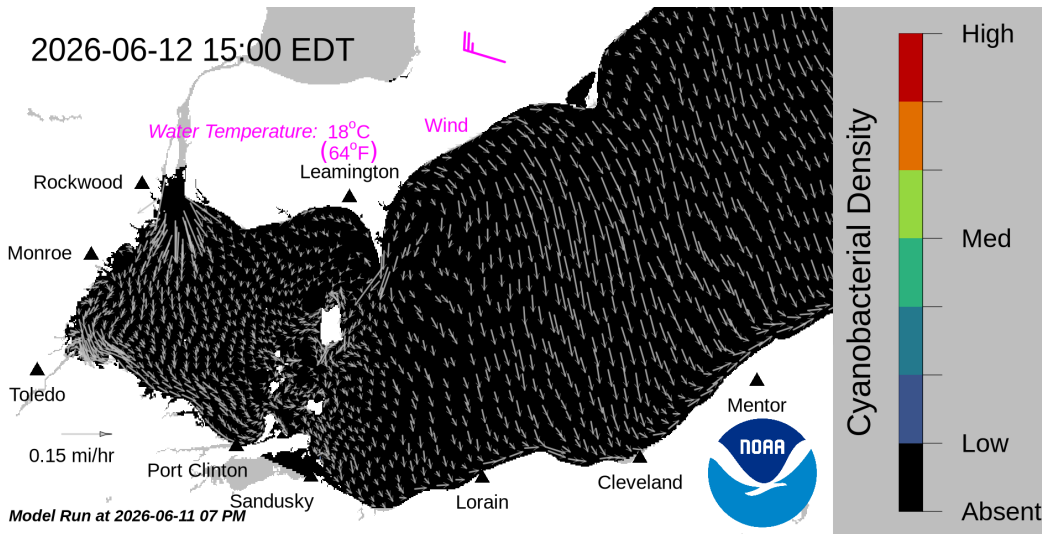 2026-06-12 15:00 EDT
High
Water Temperature: 18°C
(64°F)
Wind
Leamington
Rockwood
Monroe
Med
Cyanobacterial Density
Toledo
Mentor
0.15 mi/hr
NOAA
Low
Port Clinton
Cleveland
Sandusky
Lorain
Model Run at 2026-06-11 07 PM
Absent